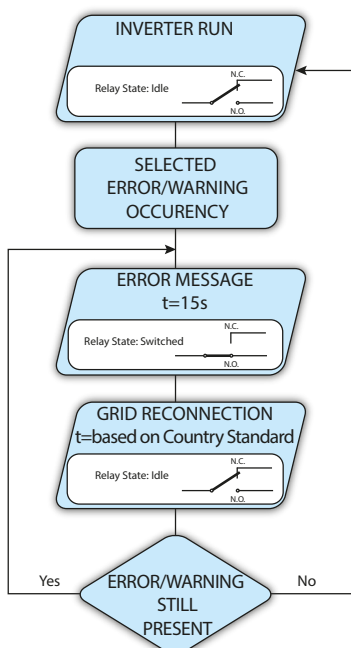 INVERTER RUN
N.C.
Relay State: Idle
N.O.
SELECTED
ERROR/WARNING
OCCURENCY
ERROR MESSAGE
t=15s
N.C.
Relay State: Switched
N.O.
GRID RECONNECTION
t=based on Country Standard
N.C.
Relay State: Idle
N.O.
Yes
No
ERROR/WARNING
STILL
PRESENT